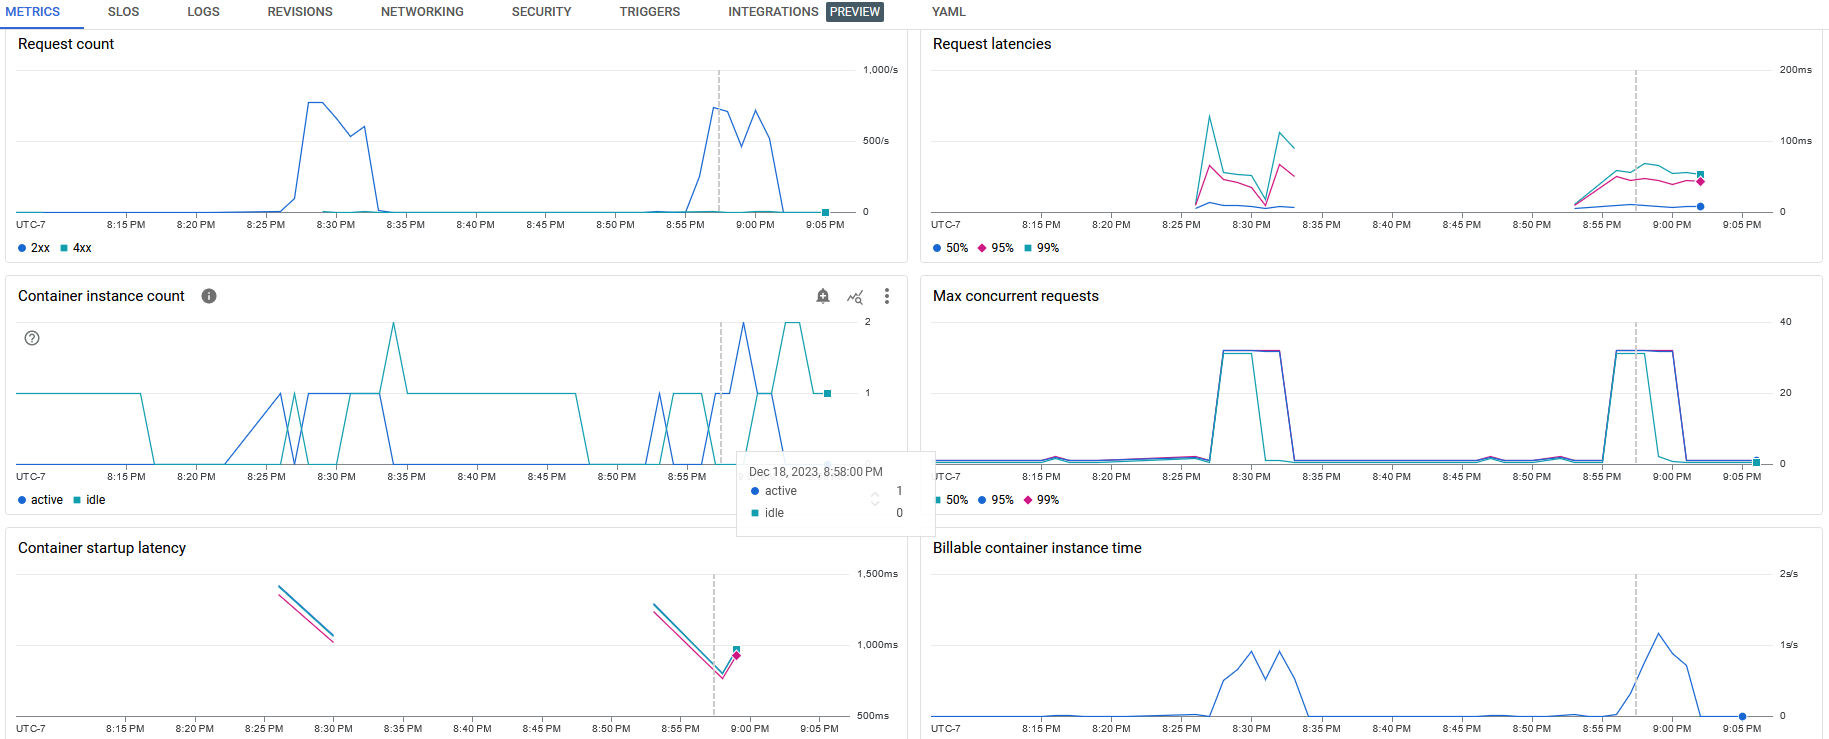 METRICS SLOS LOGS REVISIONS NETWORKING SECURITY TRIGGERS INTEGRATIONS PREVIEW YAML
Request count
1,000/s
500/s
0
UTC-7 8:15 PM 8:20 PM 8:25 PM 8:30 PM 8:35 PM 8:40 PM 8:45 PM 8:50 PM 8:55 PM 9:00 PM 9:05 PM
2xx 4xx
Request latencies
200ms
100ms
0
UTC-7 8:15 PM 8:20 PM 8:25 PM 8:30 PM 8:35 PM 8:40 PM 8:45 PM 8:50 PM 8:55 PM 9:00 PM 9:05 PM
50% 95% 99%
Container instance count
2
1
UTC-7 8:15 PM 8:20 PM 8:25 PM 8:30 PM 8:35 PM 8:40 PM 8:45 PM 8:50 PM 8:55 PM
active idle
Dec 18, 2023, 8:58:00 PM
active 1
idle 0
Max concurrent requests
40
20
0
UTC-7 8:15 PM 8:20 PM 8:25 PM 8:30 PM 8:35 PM 8:40 PM 8:45 PM 8:50 PM 8:55 PM 9:00 PM 9:05 PM
50% 95% 99%
Container startup latency
1,500ms
1,000ms
500ms
UTC-7 8:15 PM 8:20 PM 8:25 PM 8:30 PM 8:35 PM 8:40 PM 8:45 PM 8:50 PM 8:55 PM 9:00 PM 9:05 PM
Billable container instance time
2s/s
1s/s
0
UTC-7 8:15 PM 8:20 PM 8:25 PM 8:30 PM 8:35 PM 8:40 PM 8:45 PM 8:50 PM 8:55 PM 9:00 PM 9:05 PM